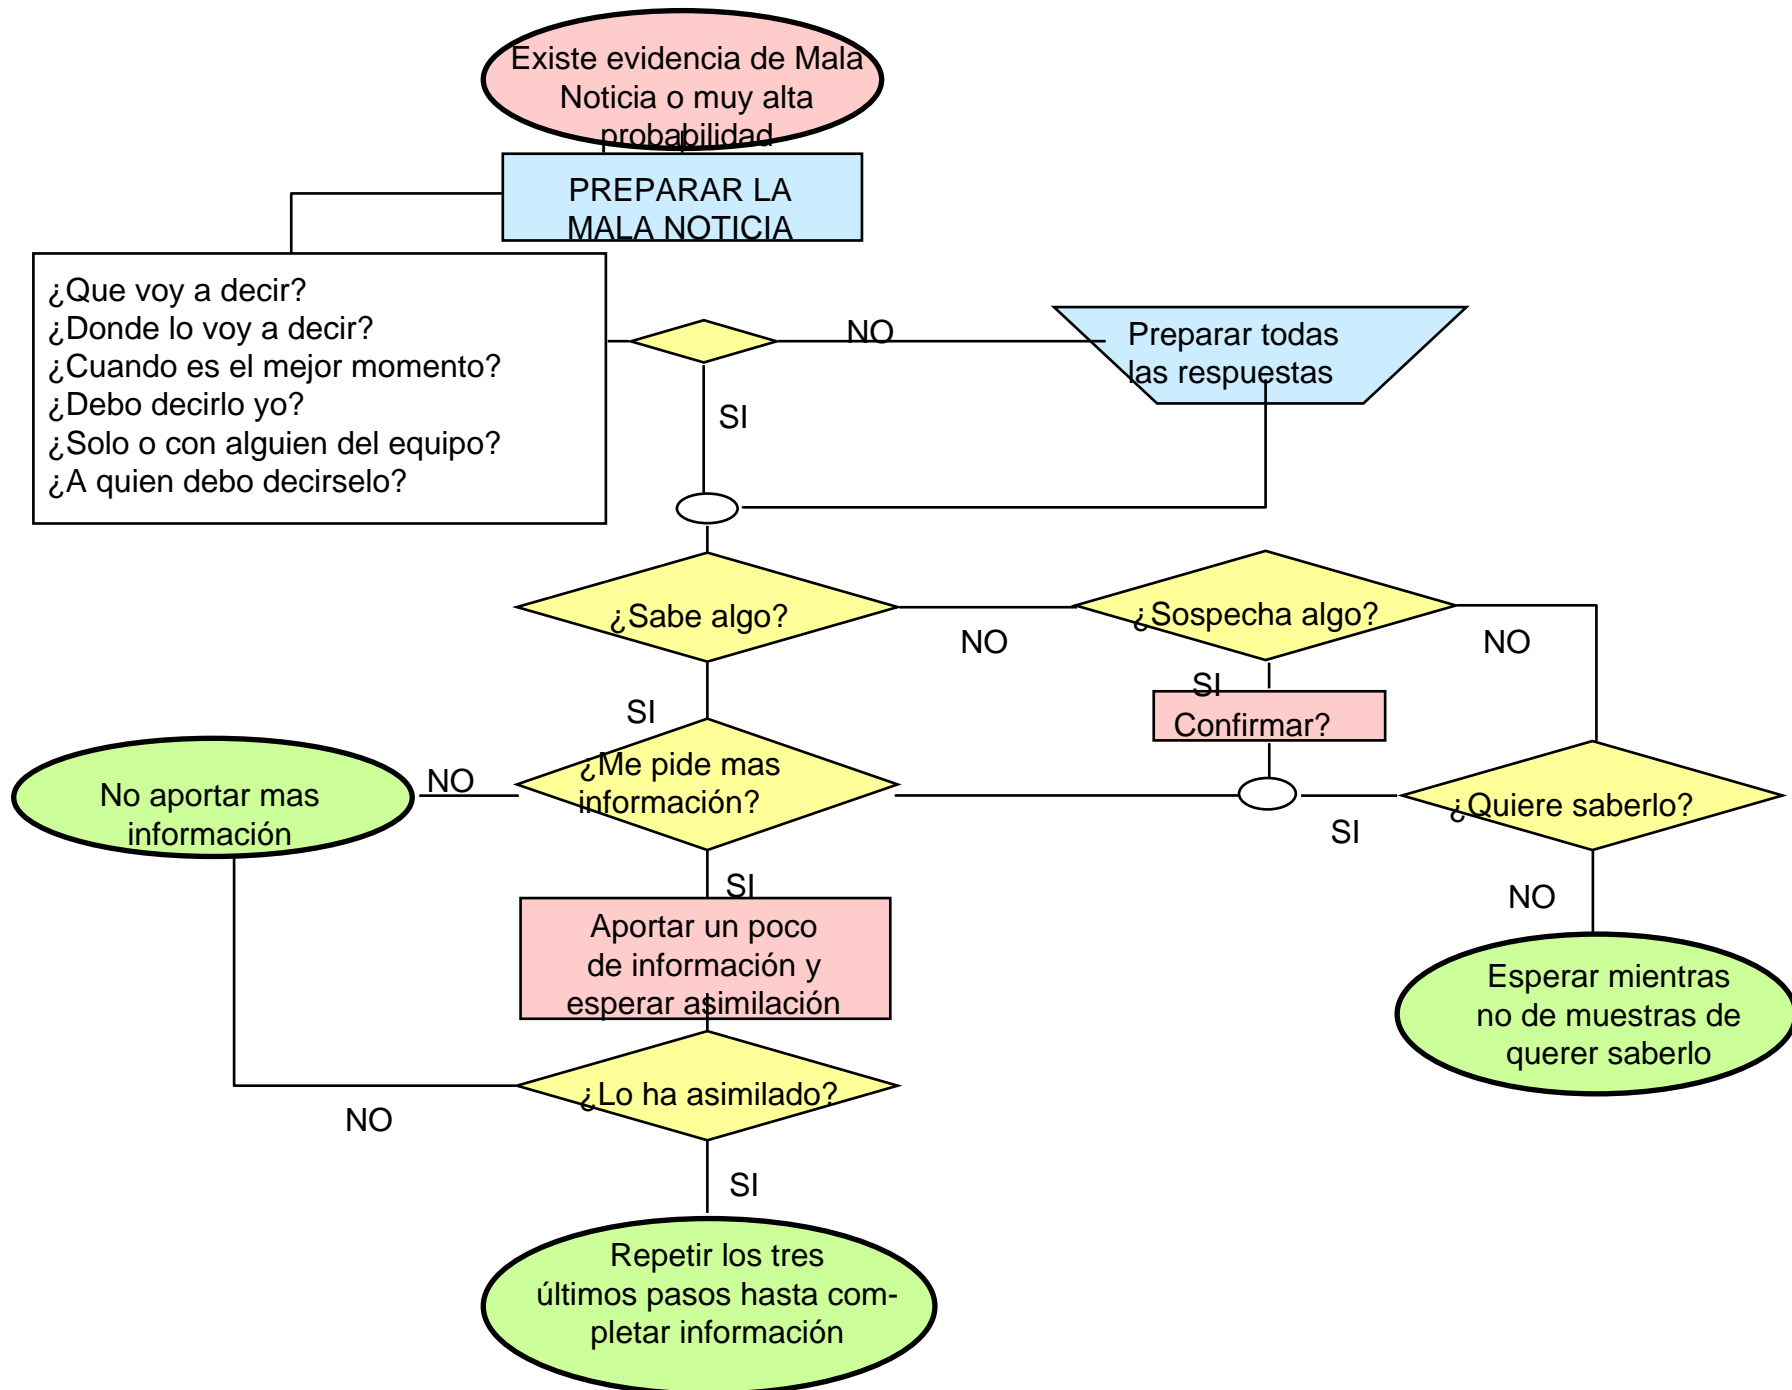 Existe evidencia de Mala
Noticia o muy alta
probabilidad
PREPARAR LA
MALA NOTICIA
¿Que voy a decir?
¿Donde lo voy a decir?
¿Cuando es el mejor momento?
¿Debo decirlo yo?
¿Solo o con alguien del equipo?
¿A quien debo decirselo?
NO
Preparar todas
las respuestas
SI
¿Sabe algo?
NO
¿Sospecha algo?
NO
SI
Confirmar?
SI
¿Me pide mas
información?
NO
No aportar mas
información
¿Quiere saberlo?
SI
NO
SI
Aportar un poco
de información y
esperar asimilación
Esperar mientras
no de muestras de
querer saberlo
¿Lo ha asimilado?
NO
SI
Repetir los tres
últimos pasos hasta com-
pletar información